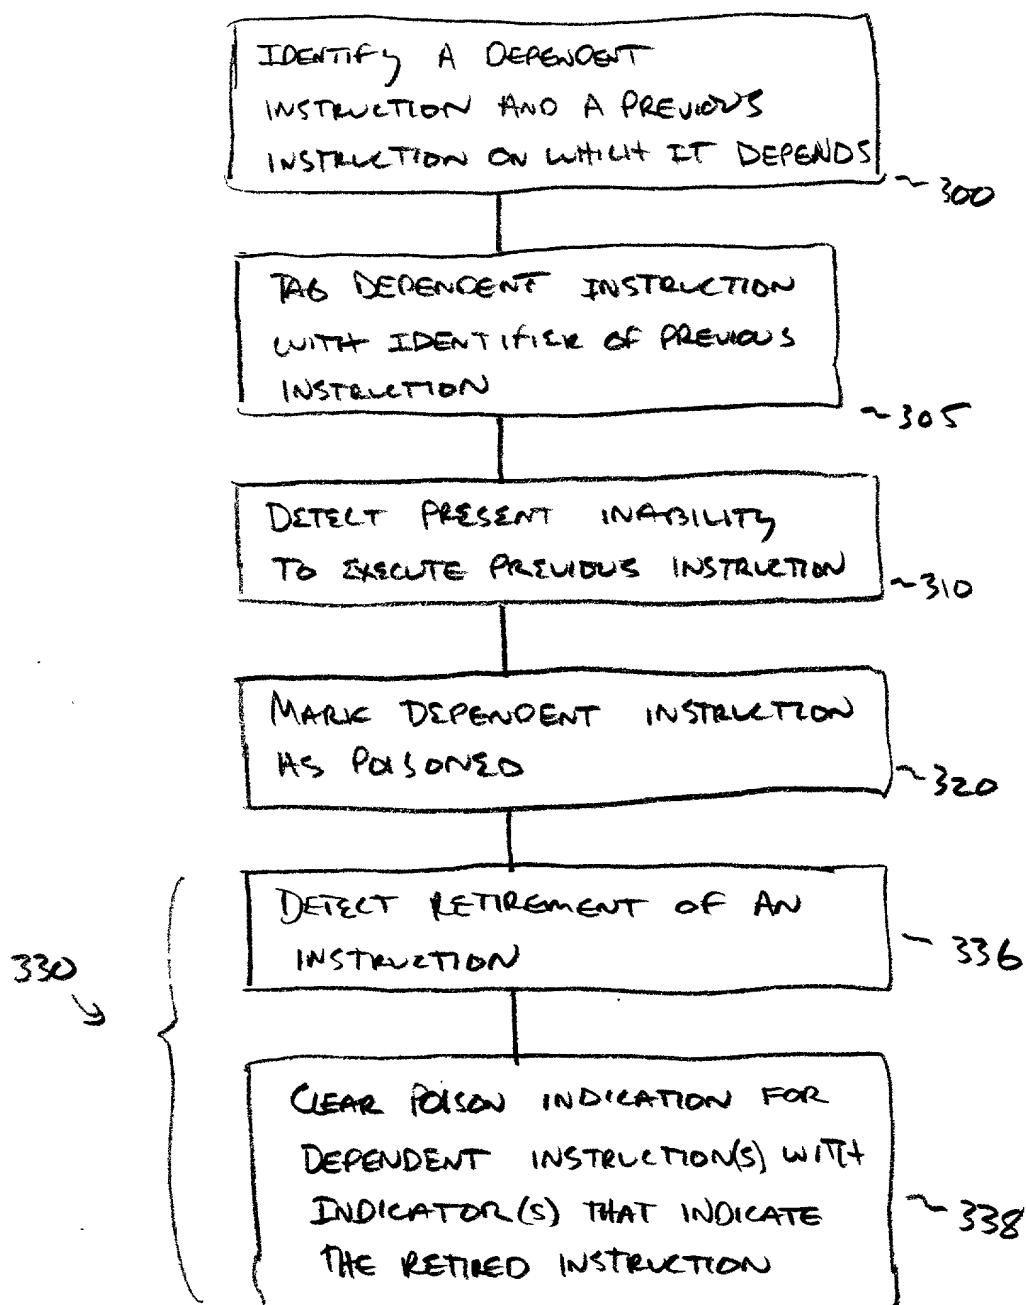 IDENTIFY A DEPENDENT
INSTRUCTION AND A PREVIOUS
INSTRUCTION ON WHICH IT DEPENDS
~300
TAG DEPENDENT INSTRUCTION
WITH IDENTIFIER OF PREVIOUS
INSTRUCTION
~305
DETECT PRESENT INABILITY
TO EXECUTE PREVIOUS INSTRUCTION
~310
MARK DEPENDENT INSTRUCTION
AS POISONED
~320
330
DETECT RETIREMENT OF AN
INSTRUCTION
~336
CLEAR POISON INDICATION FOR
DEPENDENT INSTRUCTION(S) WITH
INDICATOR(S) THAT INDICATE
THE RETIRED INSTRUCTION
~338